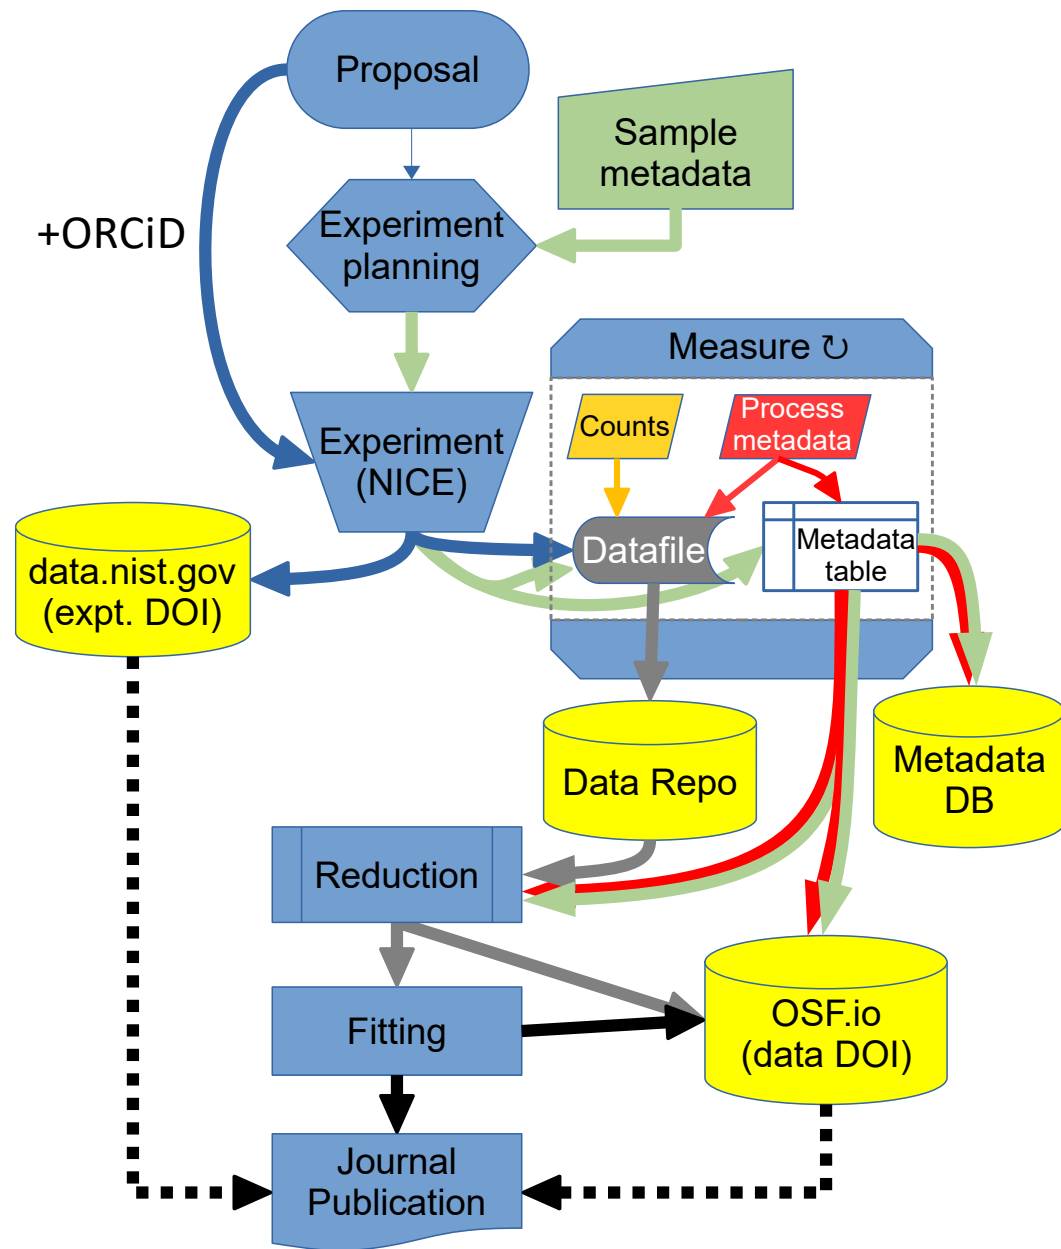 Proposal
Sample
metadata
+ORCiD
Experiment
planning
Measure ↻
Counts
Process
metadata
Experiment
(NICE)
Datafile
Metadata
table
data.nist.gov
(expt. DOI)
Data Repo
Metadata
DB
Reduction
Fitting
OSF.io
(data DOI)
Journal
Publication